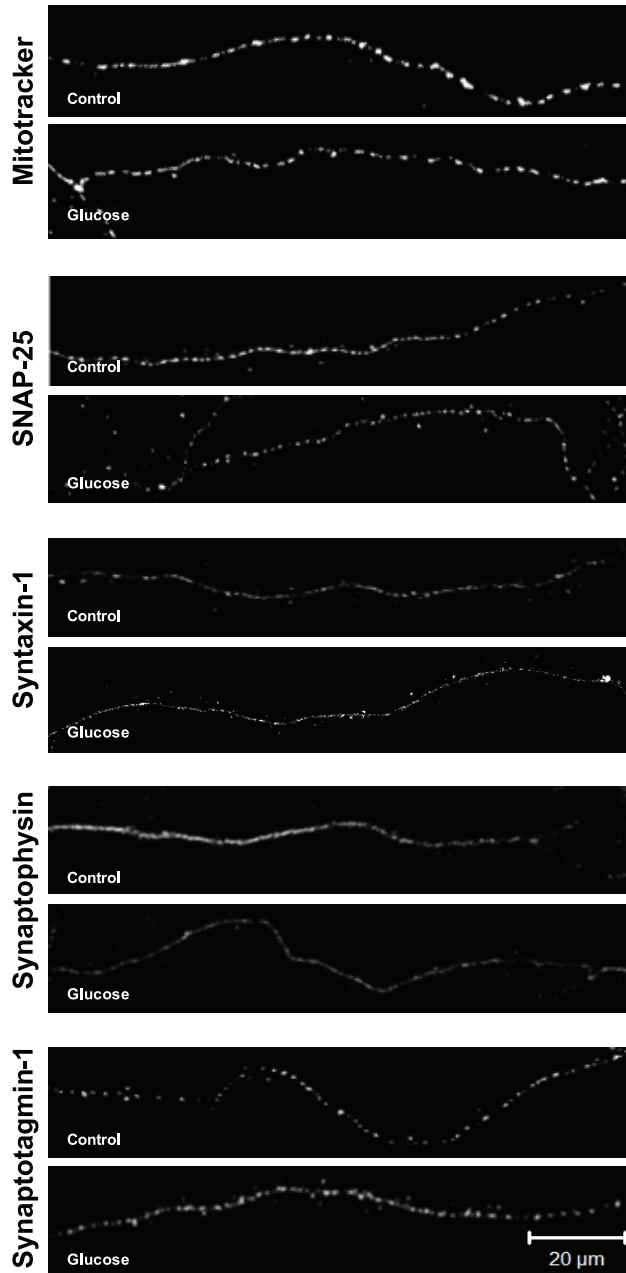 Mitotracker
Control
Glucose
SNAP-25
Control
Glucose
Syntaxin-1
Control
Glucose
Synaptophysin
Control
Glucose
Synaptotagmin-1
Control
Glucose
20 µm